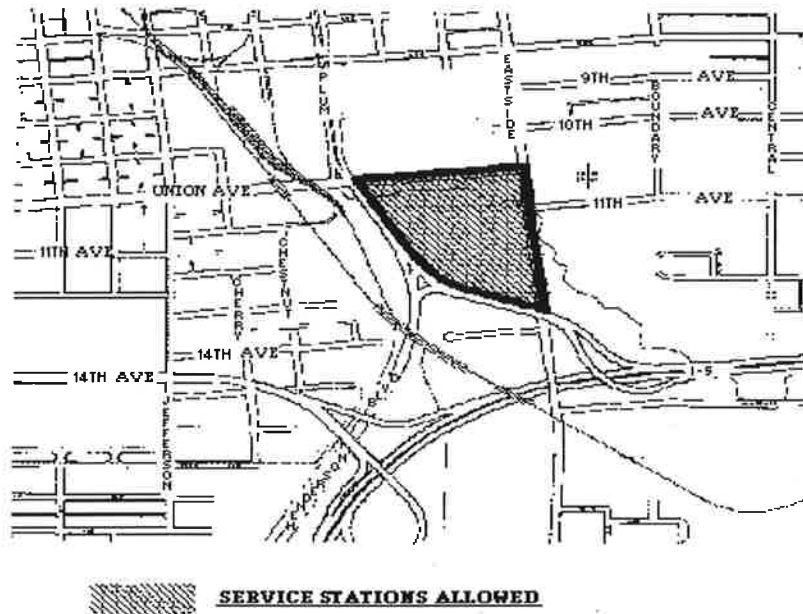 PLUM
EASTSIDE
9TH AVE
BOUNDARY
CENTRAL
10TH AVE
UNION AVE
11TH AVE
11TH AVE
CHESTNUT
CHERRY
14TH AVE
14TH AVE
JEFFERSON
HENDERSON BLVD
I-5
SERVICE STATIONS ALLOWED